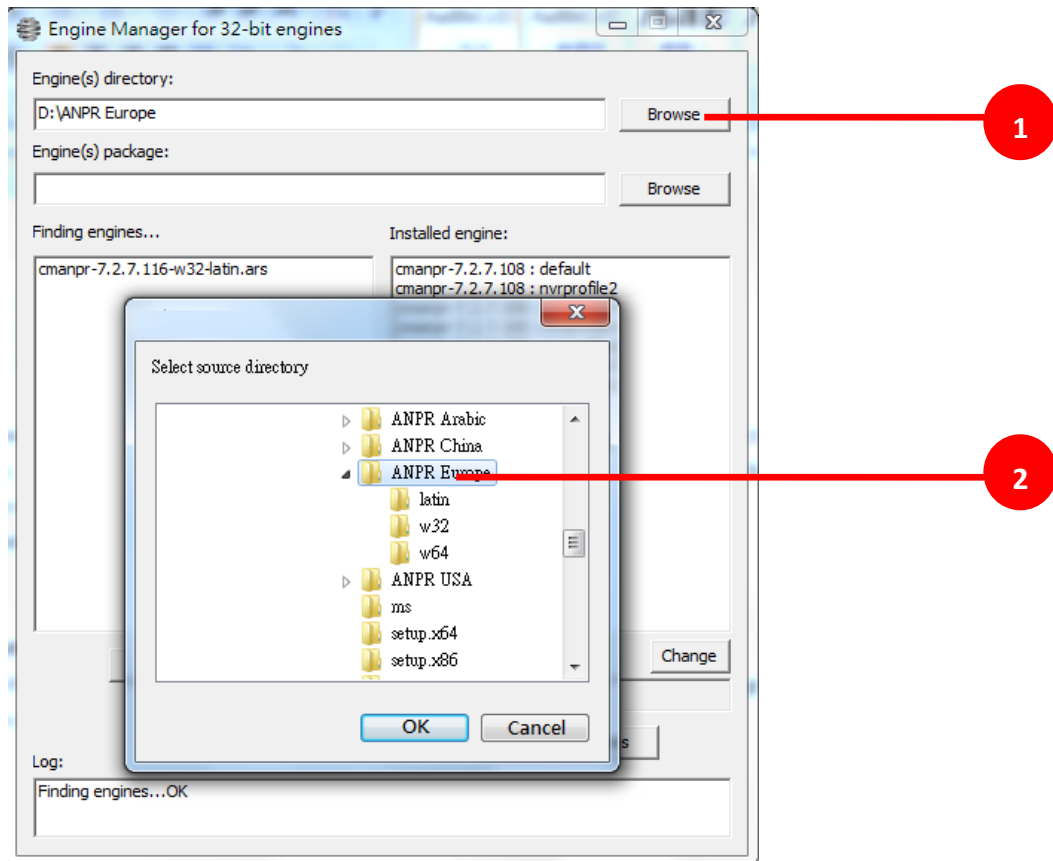 Engine Manager for 32-bit engines
Engine(s) directory:
D:\ANPR Europe
Browse
1
Engine(s) package:
Browse
Finding engines...
Installed engine:
cmanpr-7.2.7.116-w32-latin.ars
cmanpr-7.2.7.108 : default
cmanpr-7.2.7.108 : nvrprofile2
Select source directory
ANPR Arabic
ANPR China
ANPR Europe
2
latin
w32
w64
ANPR USA
ms
setup.x64
setup.x86
Change
OK
Cancel
s
Log:
Finding engines...OK